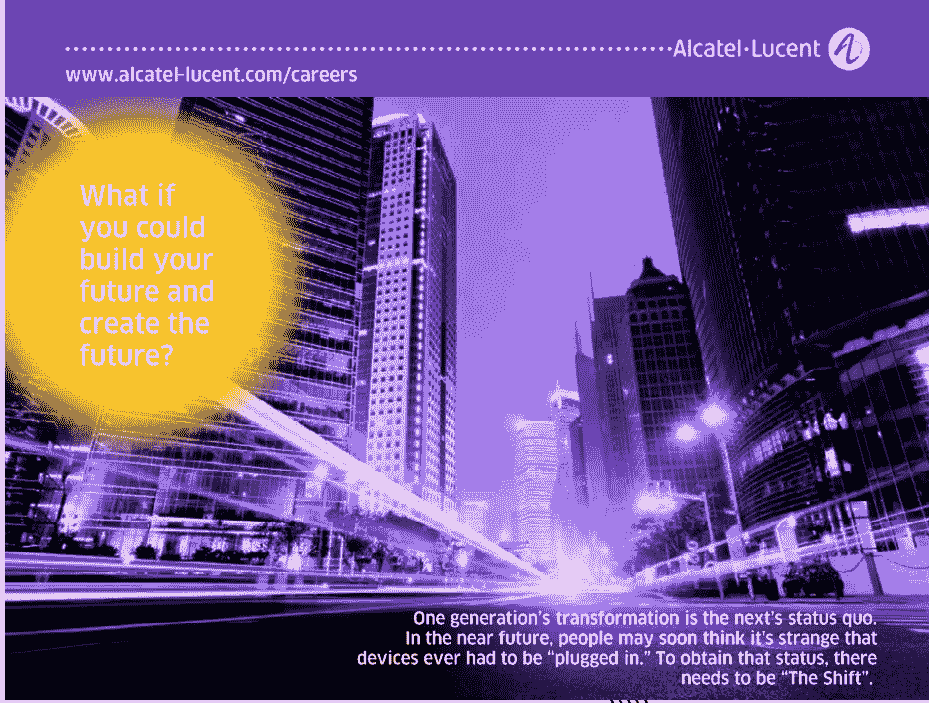 Alcatel·Lucent
www.alcatel-lucent.com/careers
What if
you could
build your
future and
create the
future?
One generation's transformation is the next's status quo.
In the near future, people may soon think it's strange that
devices ever had to be “plugged in.” To obtain that status, there
needs to be “The Shift”.